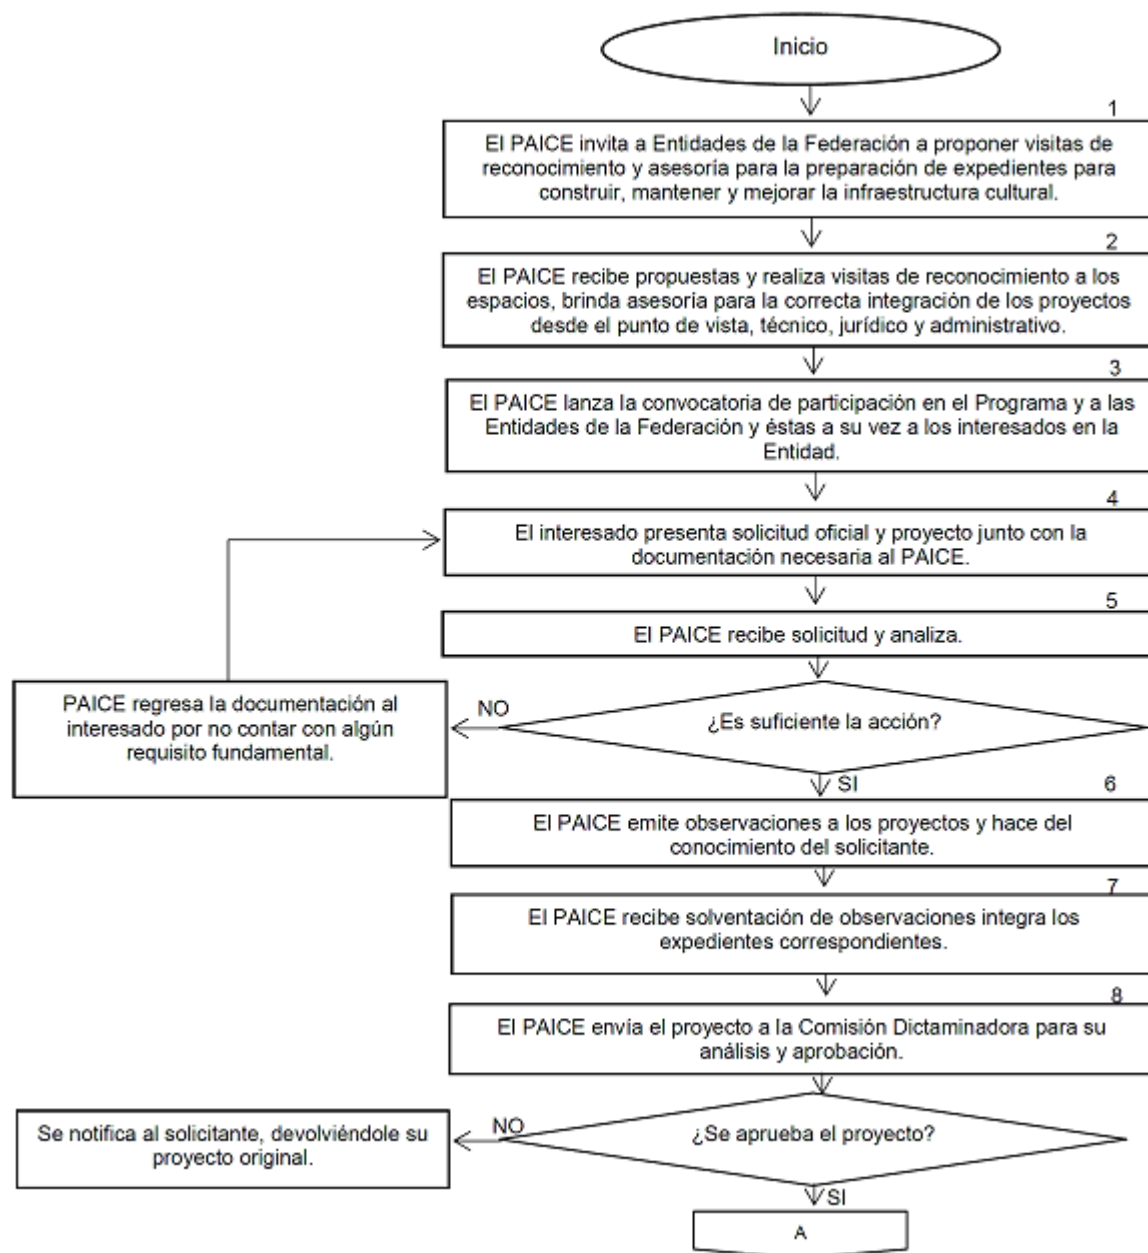 Inicio
1
El PAICE invita a Entidades de la Federación a proponer visitas de
reconocimiento y asesoría para la preparación de expedientes para
construir, mantener y mejorar la infraestructura cultural.
2
El PAICE recibe propuestas y realiza visitas de reconocimiento a los
espacios, brinda asesoría para la correcta integración de los proyectos
desde el punto de vista, técnico, jurídico y administrativo.
3
El PAICE lanza la convocatoria de participación en el Programa y a las
Entidades de la Federación y éstas a su vez a los interesados en la
Entidad.
4
El interesado presenta solicitud oficial y proyecto junto con la
documentación necesaria al PAICE.
5
El PAICE recibe solicitud y analiza.
¿Es suficiente la acción?
NO
PAICE regresa la documentación al
interesado por no contar con algún
requisito fundamental.
SI
6
El PAICE emite observaciones a los proyectos y hace del
conocimiento del solicitante.
7
El PAICE recibe solventación de observaciones integra los
expedientes correspondientes.
8
El PAICE envía el proyecto a la Comisión Dictaminadora para su
análisis y aprobación.
¿Se aprueba el proyecto?
NO
Se notifica al solicitante, devolviéndole su
proyecto original.
SI
A